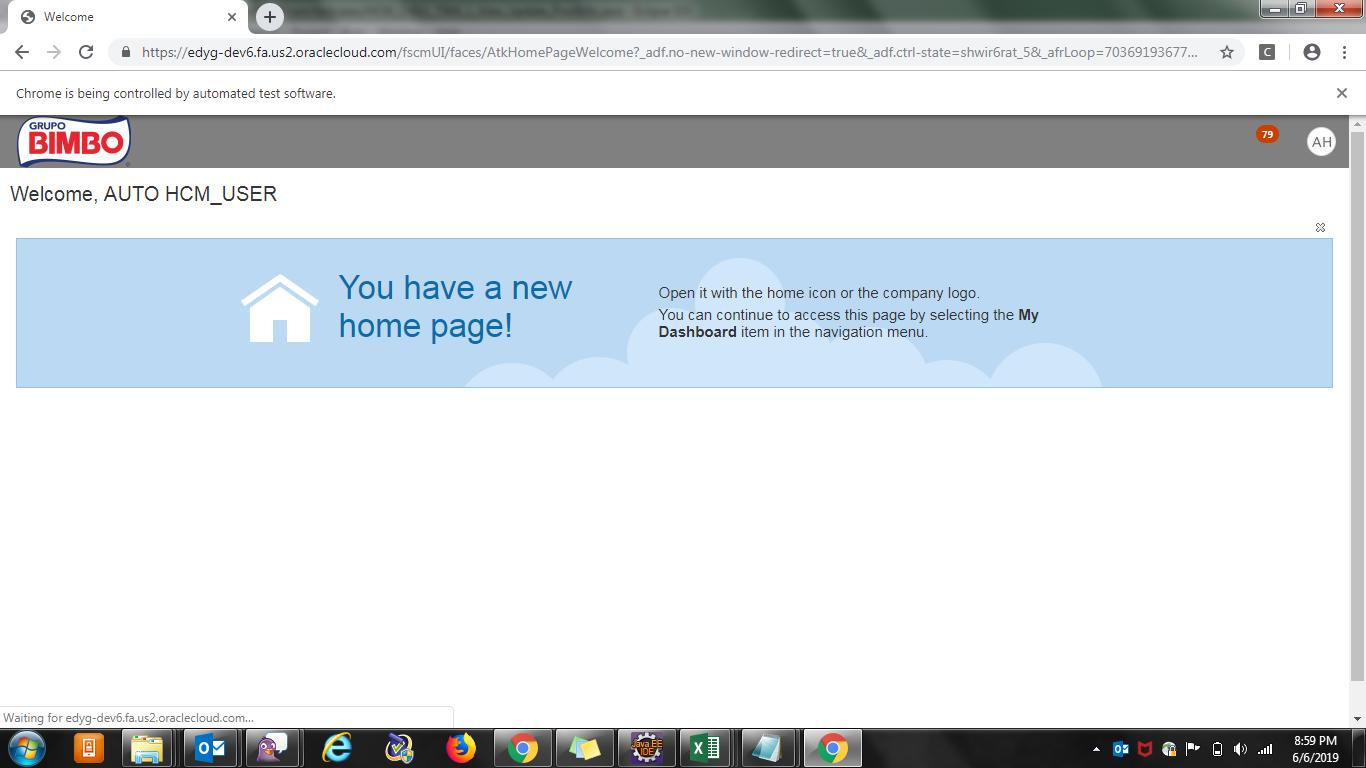 Welcome
https://edyg-dev6.fa.us2.oraclecloud.com/fscmUI/faces/AtkHomePageWelcome?_adf.no-new-window-redirect=true&_adf.ctrl-state=shwir6rat_5&_afrLoop=70369193677...
C
Chrome is being controlled by automated test software.
GRUPO
BIMBO
79
AH
Welcome, AUTO HCM_USER
You have a new
home page!
Open it with the home icon or the company logo.
You can continue to access this page by selecting the My
Dashboard item in the navigation menu.
Waiting for edyg-dev6.fa.us2.oraclecloud.com...
Java EE
IDE
8:59 PM
6/6/2019